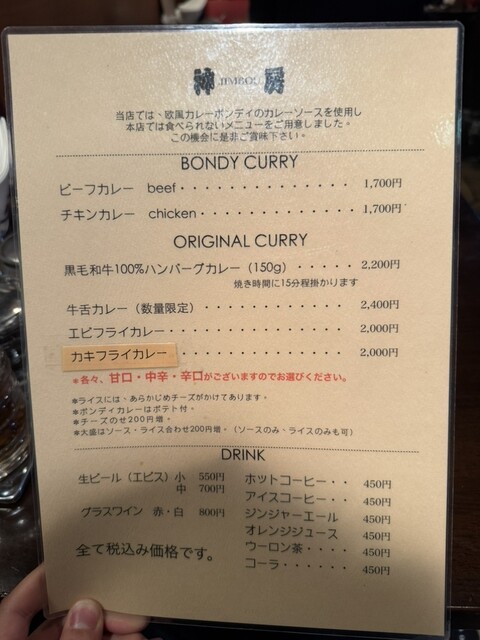 神 JIMBOU 房
当店では、欧風カレーボンディのカレーソースを使用し
本店では食べられないメニューをご用意しました。
この機会に是非ご賞味下さい。
BONDY CURRY
ビーフカレー beef・・・・・・・・・・・・・・ 1,700円
チキンカレー chicken・・・・・・・・・・・・・ 1,700円
ORIGINAL CURRY
黒毛和牛100%ハンバーグカレー（150g）・・・・・ 2,200円
焼き時間に15分程掛かります
牛舌カレー（数量限定）・・・・・・・・・・・・ 2,400円
エビフライカレー・・・・・・・・・・・・・・ 2,000円
カキフライカレー・・・・・・・・・・・・・・ 2,000円
＊各々、甘口・中辛・辛口がございますのでお選びください。
＊ライスには、あらかじめチーズがかけてあります。
＊ボンディカレーはポテト付。
＊チーズのせ200円増。
＊大盛はソース・ライス合わせ200円増。（ソースのみ、ライスのみも可）
DRINK
生ビール（エビス） 小 550円
中 700円
グラスワイン 赤・白 800円
全て税込み価格です。
ホットコーヒー・・ 450円
アイスコーヒー・・ 450円
ジンジャーエール 450円
オレンジジュース 450円
ウーロン茶・・・・ 450円
コーラ・・・・・・ 450円